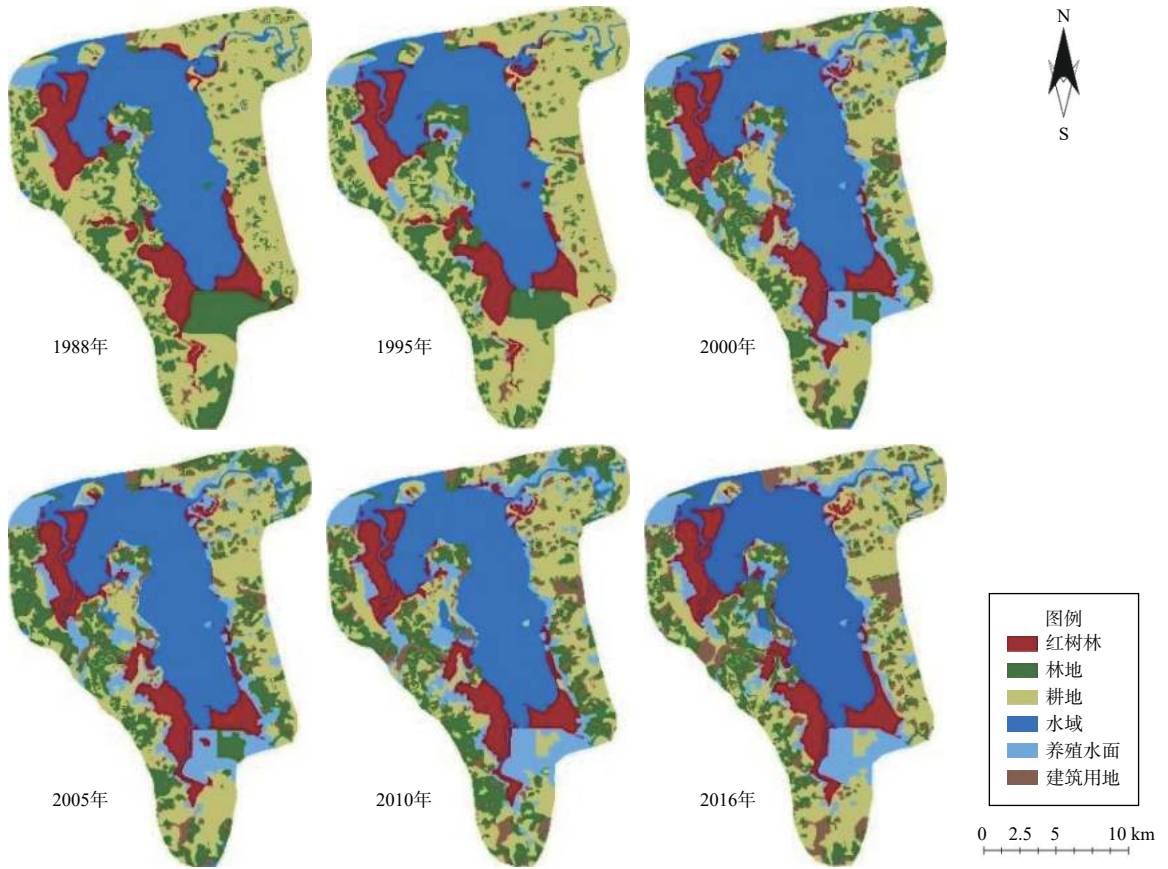 N
S
1988年
1995年
2000年
2005年
2010年
2016年
图例
红树林
林地
耕地
水域
养殖水面
建筑用地
0 2.5 5 10 km